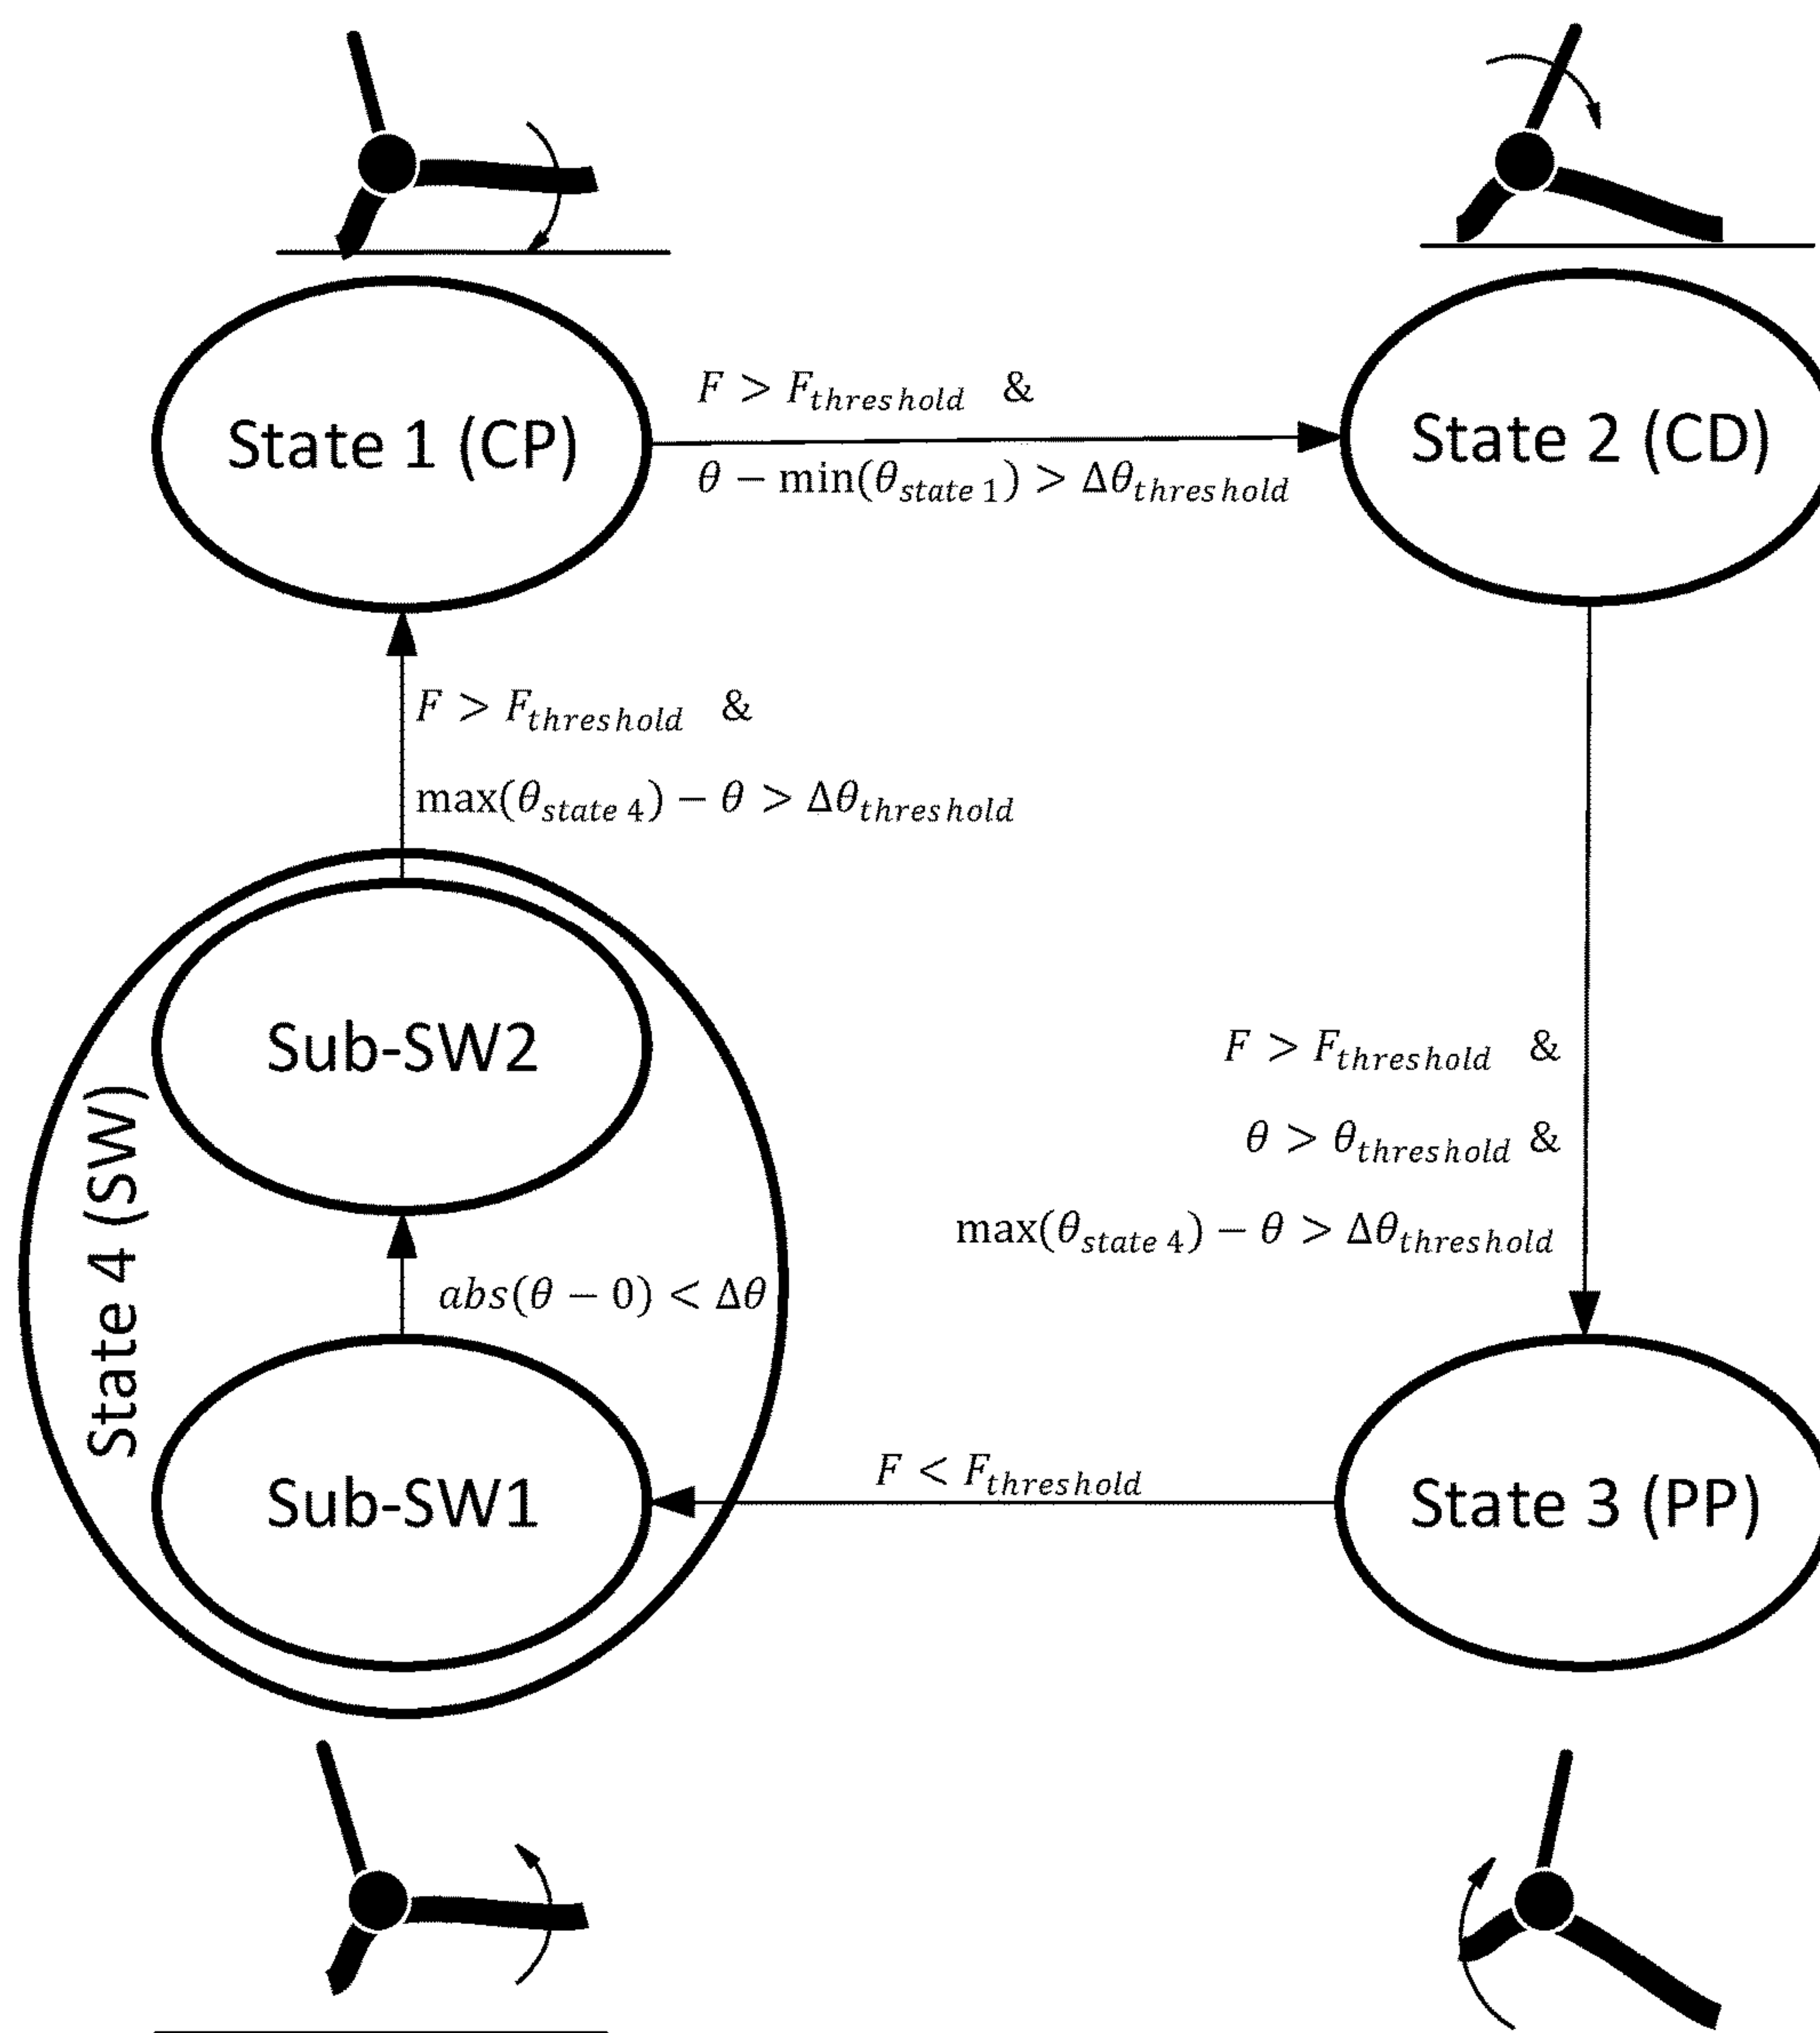 State 1 (CP)
F > F_threshold &
θ − min(θ_state 1) > Δθ_threshold
State 2 (CD)
F > F_threshold &
max(θ_state 4) − θ > Δθ_threshold
Sub-SW2
State 4 (SW)
abs(θ − 0) < Δθ
Sub-SW1
F > F_threshold &
θ > θ_threshold &
max(θ_state 4) − θ > Δθ_threshold
F < F_threshold
State 3 (PP)